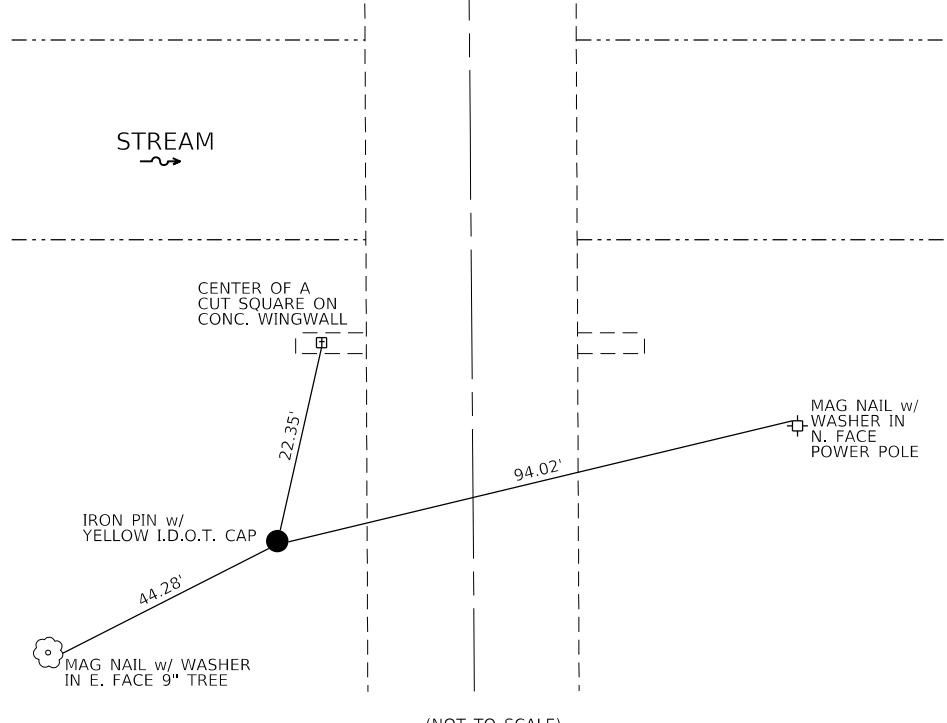 STREAM
CENTER OF A
CUT SQUARE ON
CONC. WINGWALL
22.35'
MAG NAIL w/
WASHER IN
N. FACE
POWER POLE
94.02'
IRON PIN w/
YELLOW I.D.O.T. CAP
44.28'
MAG NAIL w/ WASHER
IN E. FACE 9" TREE
(NOT TO SCALE)